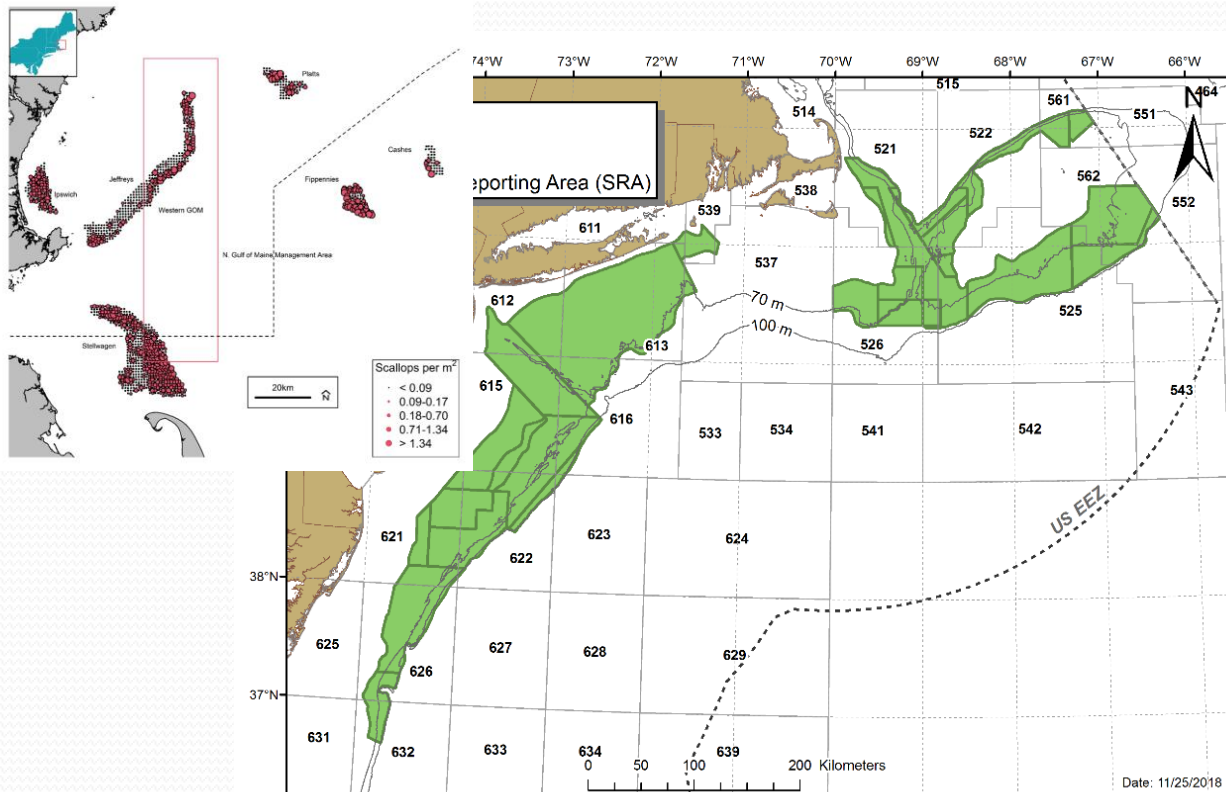 Platts
Cashes
Jeffreys
Ipswich
Fippennies
Western GOM
N. Gulf of Maine Management Area
Stellwagen
20km
Scallops per m²
< 0.09
0.09-0.17
0.18-0.70
0.71-1.34
> 1.34
74°W 73°W 72°W 71°W 70°W 69°W 68°W 67°W 66°W
eporting Area (SRA)
N
464
515
514
561
551
522
521
562
538
552
539
611
537
612
70 m
100 m
525
613
526
615
543
616
533
534
541
542
US EEZ
621
623
624
622
38°N
625
627
628
629
626
37°N
631
632
633
634
639
0 50 100 200 Kilometers
Date: 11/25/2018